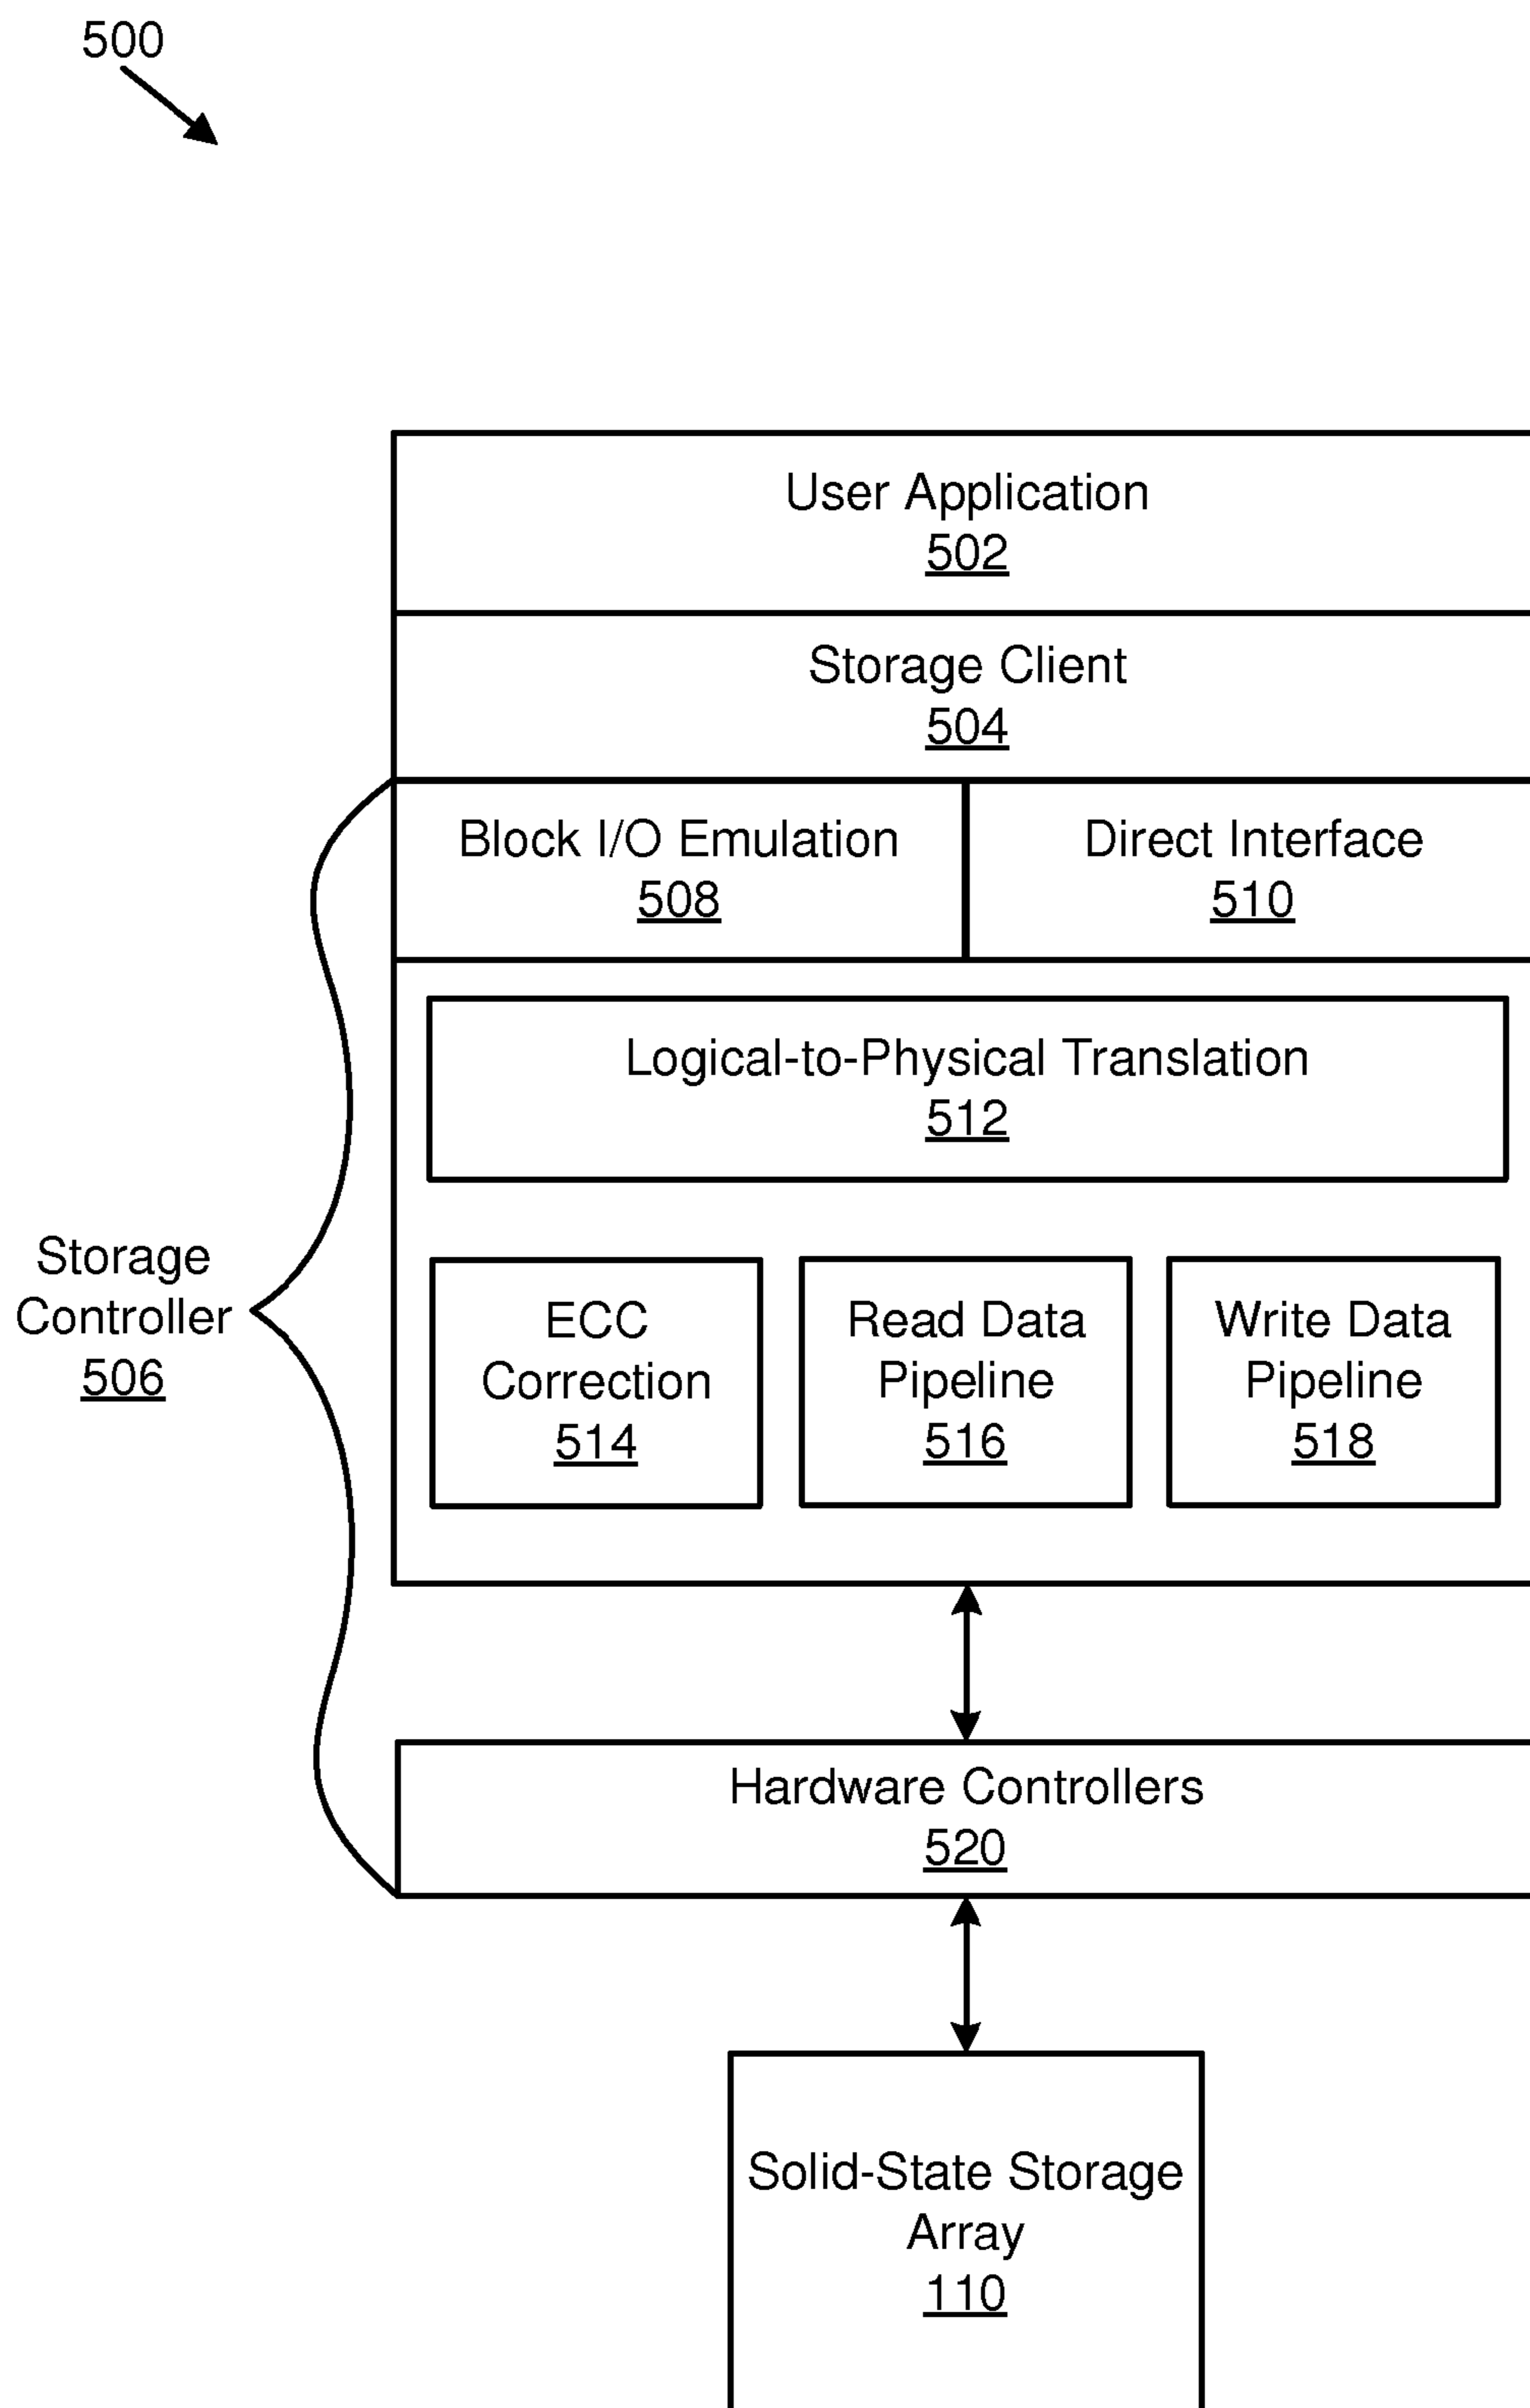 500
User Application
502
Storage Client
504
Block I/O Emulation
508
Direct Interface
510
Logical-to-Physical Translation
512
Storage
Controller
506
ECC
Correction
514
Read Data
Pipeline
516
Write Data
Pipeline
518
Hardware Controllers
520
Solid-State Storage
Array
110